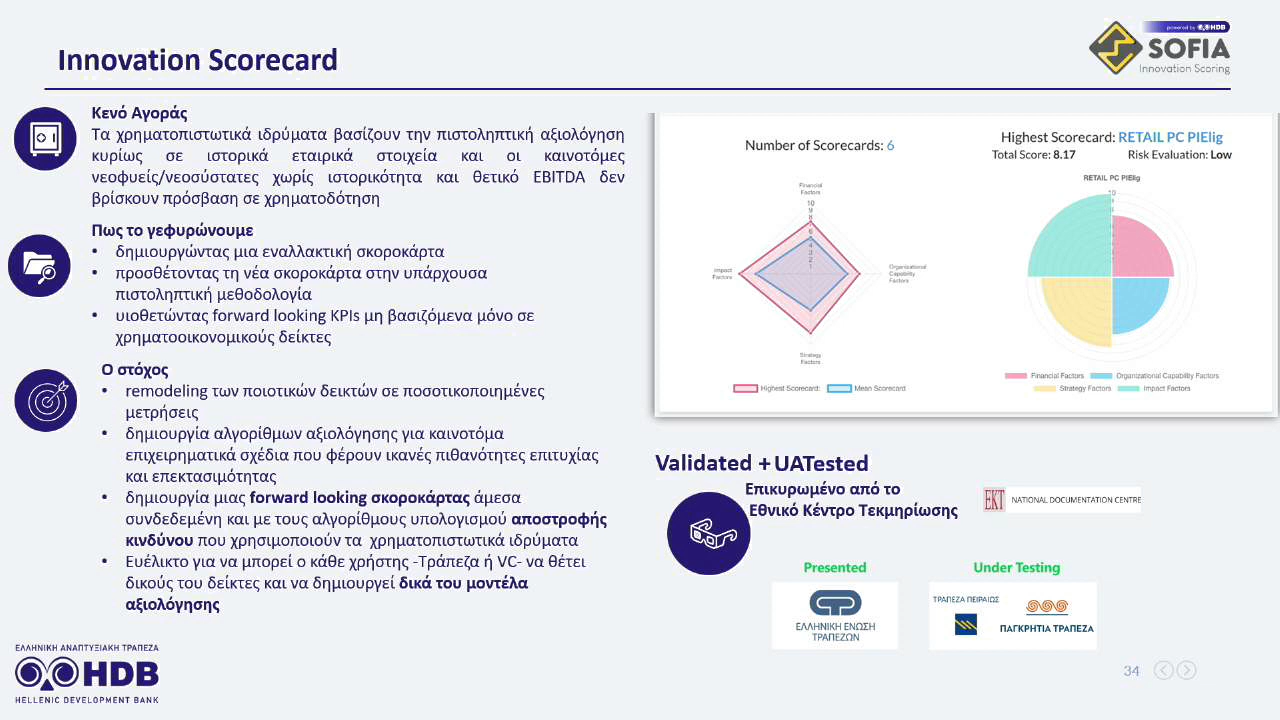 Innovation Scorecard
powered by HDB
SOFIA
Innovation Scoring
Κενό Αγοράς
Τα χρηματοπιστωτικά ιδρύματα βασίζουν την πιστοληπτική αξιολόγηση
κυρίως σε ιστορικά εταιρικά στοιχεία και οι καινοτόμες
νεοφυείς/νεοσύστατες χωρίς ιστορικότητα και θετικό EBITDA δεν
βρίσκουν πρόσβαση σε χρηματοδότηση
Πως το γεφυρώνουμε
• δημιουργώντας μια εναλλακτική σκοροκάρτα
• προσθέτοντας τη νέα σκοροκάρτα στην υπάρχουσα
πιστοληπτική μεθοδολογία
• υιοθετώντας forward looking KPIs μη βασιζόμενα μόνο σε
χρηματοοικονομικούς δείκτες
Ο στόχος
• remodeling των ποιοτικών δεικτών σε ποσοτικοποιημένες
μετρήσεις
• δημιουργία αλγορίθμων αξιολόγησης για καινοτόμα
επιχειρηματικά σχέδια που φέρουν ικανές πιθανότητες επιτυχίας
και επεκτασιμότητας
• δημιουργία μιας forward looking σκοροκάρτας άμεσα
συνδεδεμένη και με τους αλγορίθμους υπολογισμού αποστροφής
κινδύνου που χρησιμοποιούν τα χρηματοπιστωτικά ιδρύματα
• Ευέλικτο για να μπορεί ο κάθε χρήστης -Τράπεζα ή VC- να θέτει
δικούς του δείκτες και να δημιουργεί δικά του μοντέλα
αξιολόγησης
Number of Scorecards: 6
Financial
Factors
10
9
8
6
4
3
2
1
Impact
Factors
Organizational
Capability
Factors
Strategy
Factors
Highest Scorecard:
Mean Scorecard
Highest Scorecard: RETAIL PC PIElig
Total Score: 8.17 Risk Evaluation: Low
RETAIL PC PIElig
10
Financial Factors
Organizational Capability Factors
Strategy Factors
Impact Factors
Validated + UATested
Επικυρωμένο από το
Εθνικό Κέντρο Τεκμηρίωσης
ΕΚΤ NATIONAL DOCUMENTATION CENTRE
Presented
ΕΛΛΗΝΙΚΗ ΕΝΩΣΗ
ΤΡΑΠΕΖΩΝ
Under Testing
ΤΡΑΠΕΖΑ ΠΕΙΡΑΙΩΣ
ΠΑΓΚΡΗΤΙΑ ΤΡΑΠΕΖΑ
ΕΛΛΗΝΙΚΗ ΑΝΑΠΤΥΞΙΑΚΗ ΤΡΑΠΕΖΑ
HDB
HELLENIC DEVELOPMENT BANK
34